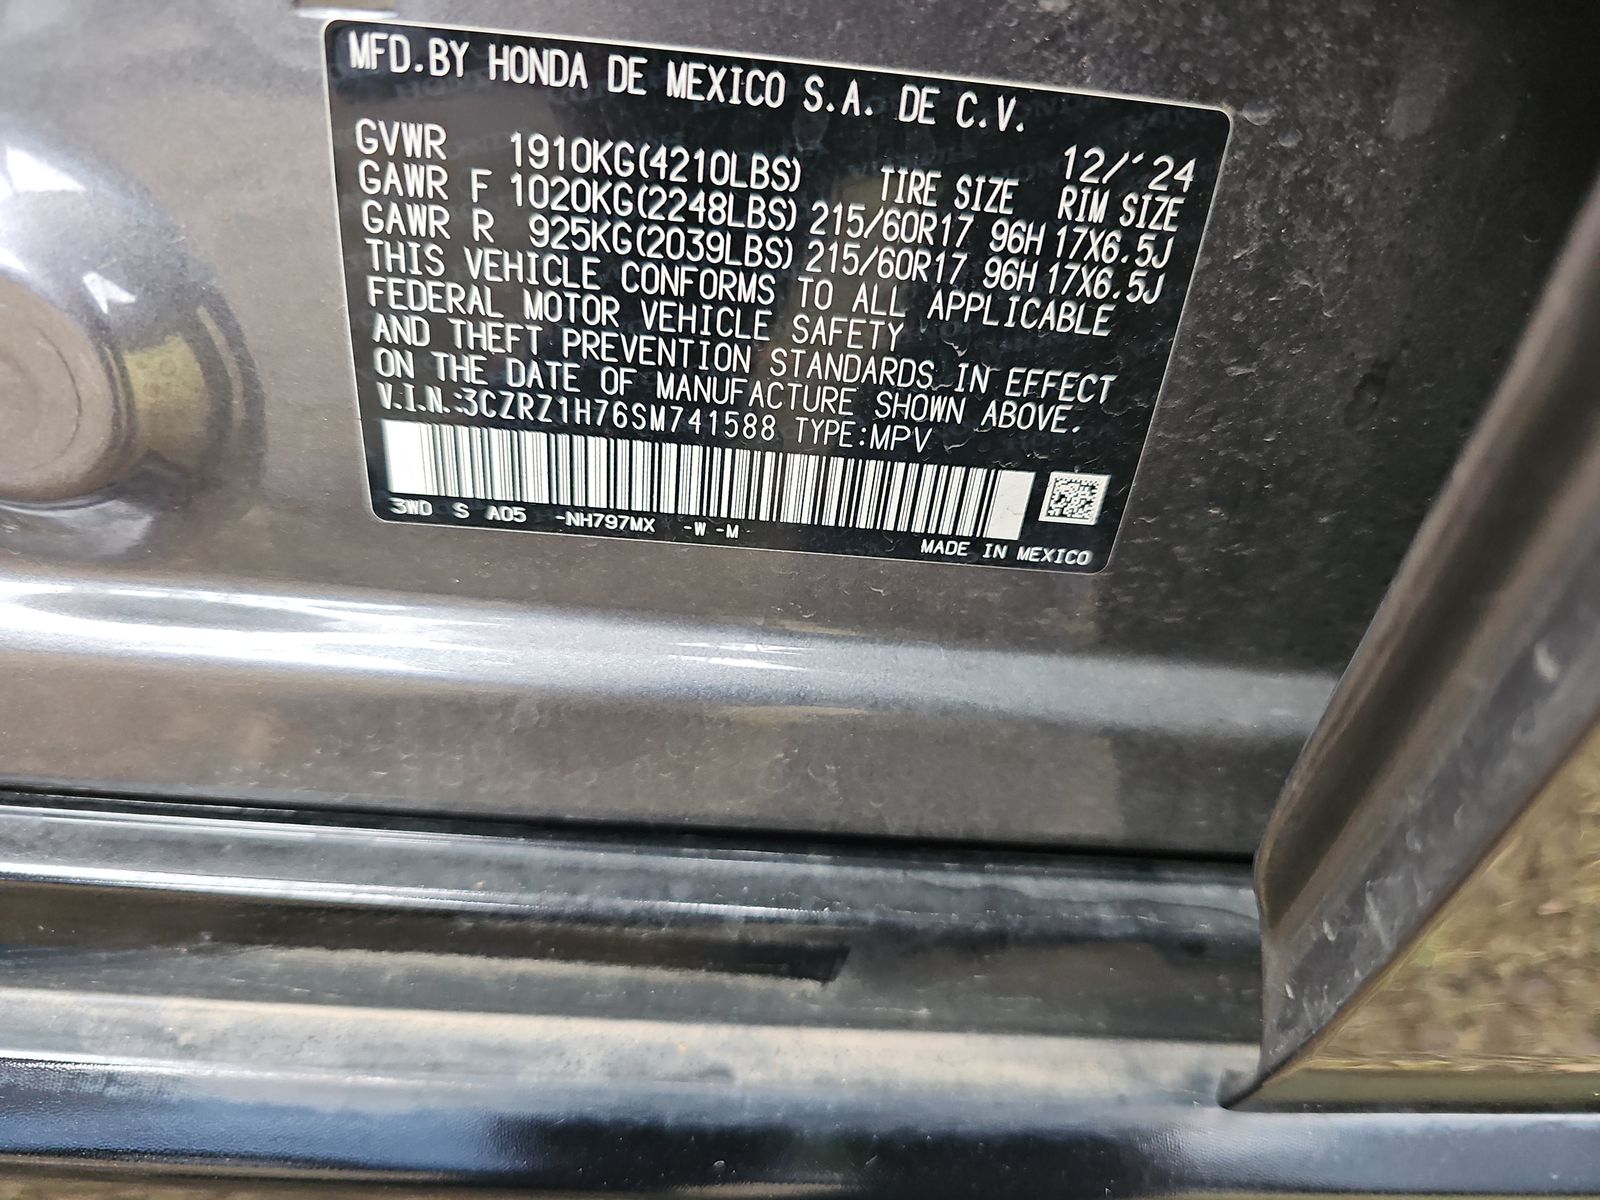 MFD.BY HONDA DE MEXICO S.A. DE C.V.
12/'24
GVWR 1910KG(4210LBS) TIRE SIZE RIM SIZE
GAWR F 1020KG(2248LBS) 215/60R17 96H 17X6.5J
GAWR R 925KG(2039LBS) 215/60R17 96H 17X6.5J
THIS VEHICLE CONFORMS TO ALL APPLICABLE
FEDERAL MOTOR VEHICLE SAFETY
AND THEFT PREVENTION STANDARDS IN EFFECT
ON THE DATE OF MANUFACTURE SHOWN ABOVE.
V.I.N.:3CZRZ1H76SM741588 TYPE:MPV
3W0 S A05 -NH797MX -W -M
MADE IN MEXICO